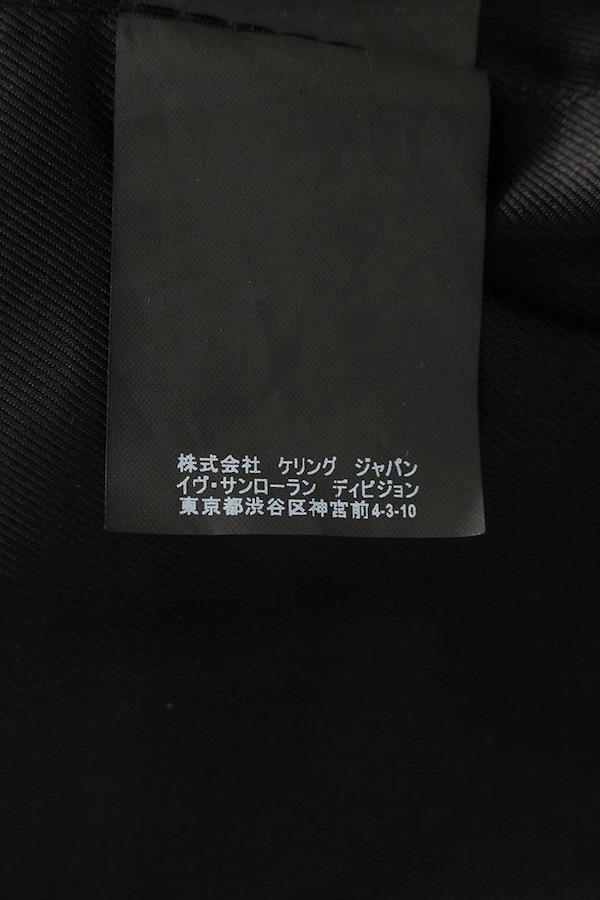 株式会社 ケリング ジャパン
イヴ・サンローラン ディビジョン
東京都渋谷区神宮前4-3-10